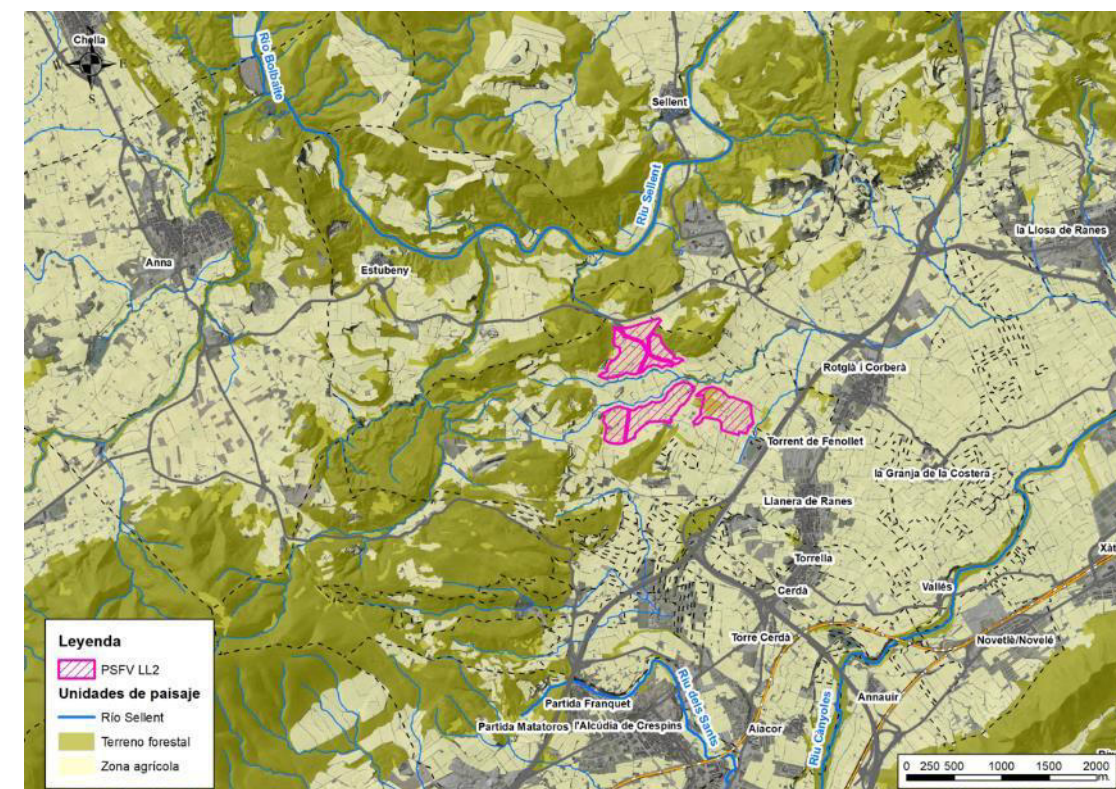 Chella
N
E
S
Río Bolbaite
Sellent
Riu Sellent
la Llosa de Ranes
Anna
Estubeny
Rotglà i Corberà
Torrent de Fenollet
la Granja de la Costera
Llanera de Ranes
Torrella
Cerdà
Vallés
Torre Cerdà
Novetlè/Novelé
Annauir
Riu dels Sants
Partida Franquet
Partida Matatoros
l'Alcúdia de Crespins
Aiacor
Riu Cànyoles
Leyenda
PSFV LL2
Unidades de paisaje
Río Sellent
Terreno forestal
Zona agrícola
0 250 500 1000 1500 2000
m.